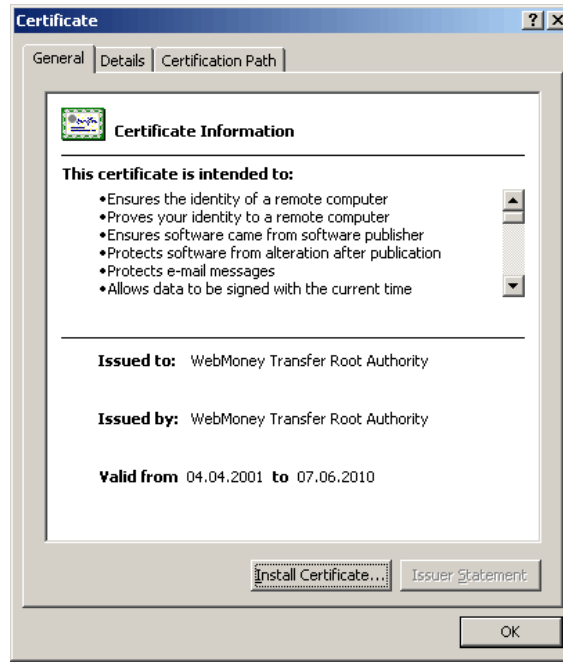 Certificate
General Details Certification Path
Certificate Information
This certificate is intended to:
•Ensures the identity of a remote computer
•Proves your identity to a remote computer
•Ensures software came from software publisher
•Protects software from alteration after publication
•Protects e-mail messages
•Allows data to be signed with the current time
Issued to: WebMoney Transfer Root Authority
Issued by: WebMoney Transfer Root Authority
Valid from 04.04.2001 to 07.06.2010
Install Certificate... Issuer Statement
OK